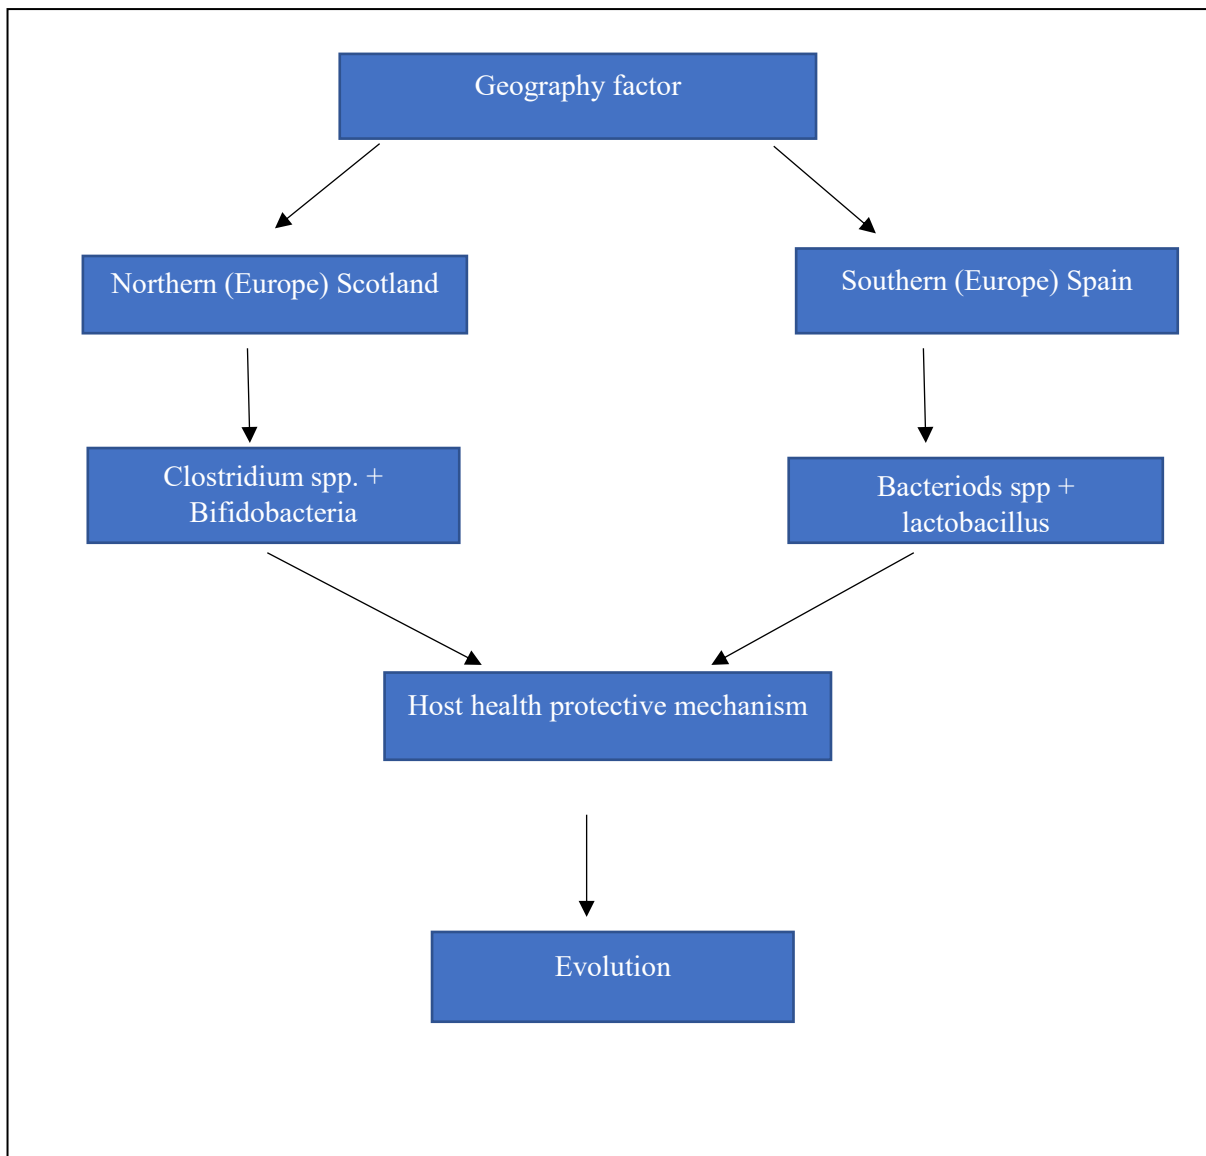 Geography factor
Northern (Europe) Scotland
Southern (Europe) Spain
Clostridium spp. +
Bifidobacteria
Bacteriods spp +
lactobacillus
Host health protective mechanism
Evolution